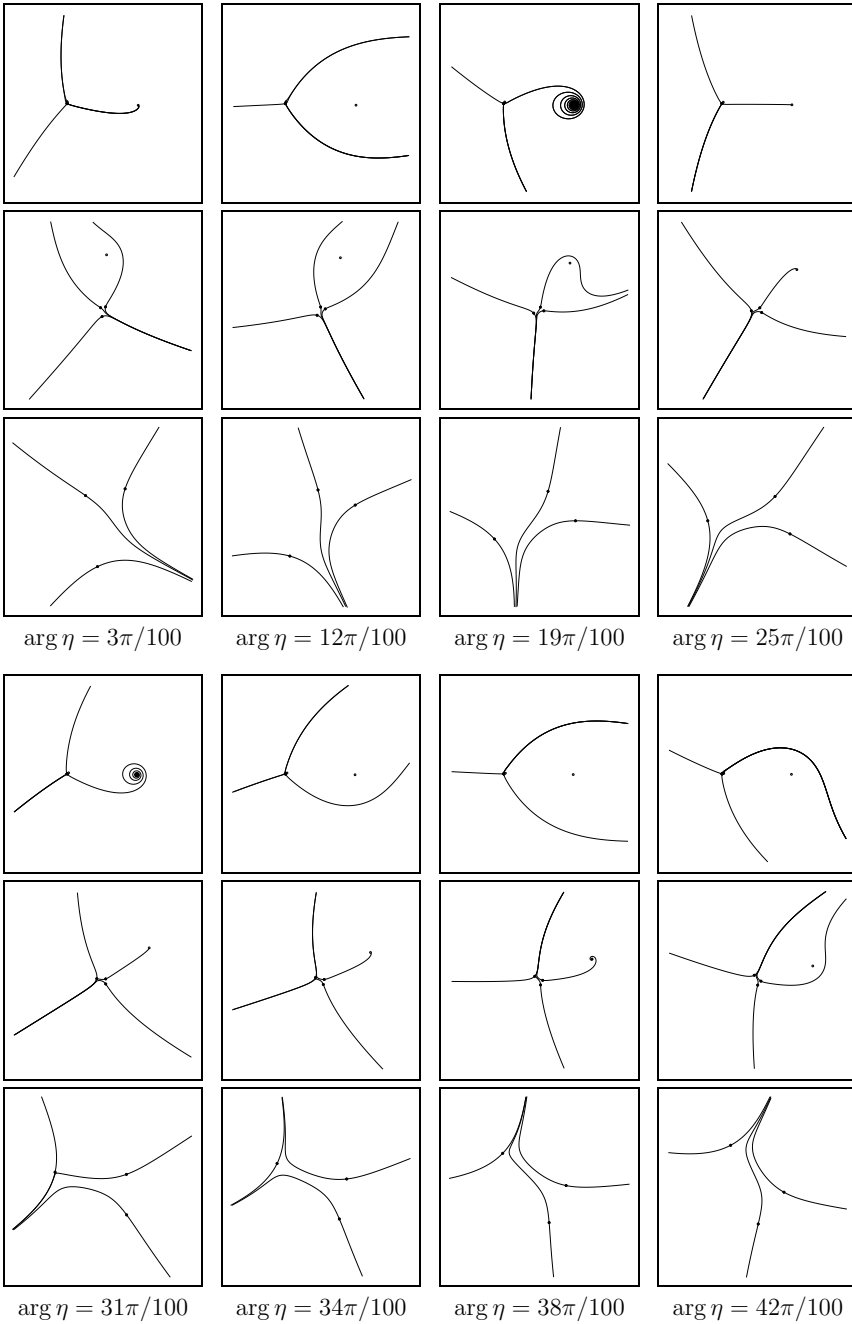 arg η = 3π/100 arg η = 12π/100 arg η = 19π/100 arg η = 25π/100
arg η = 31π/100 arg η = 34π/100 arg η = 38π/100 arg η = 42π/100